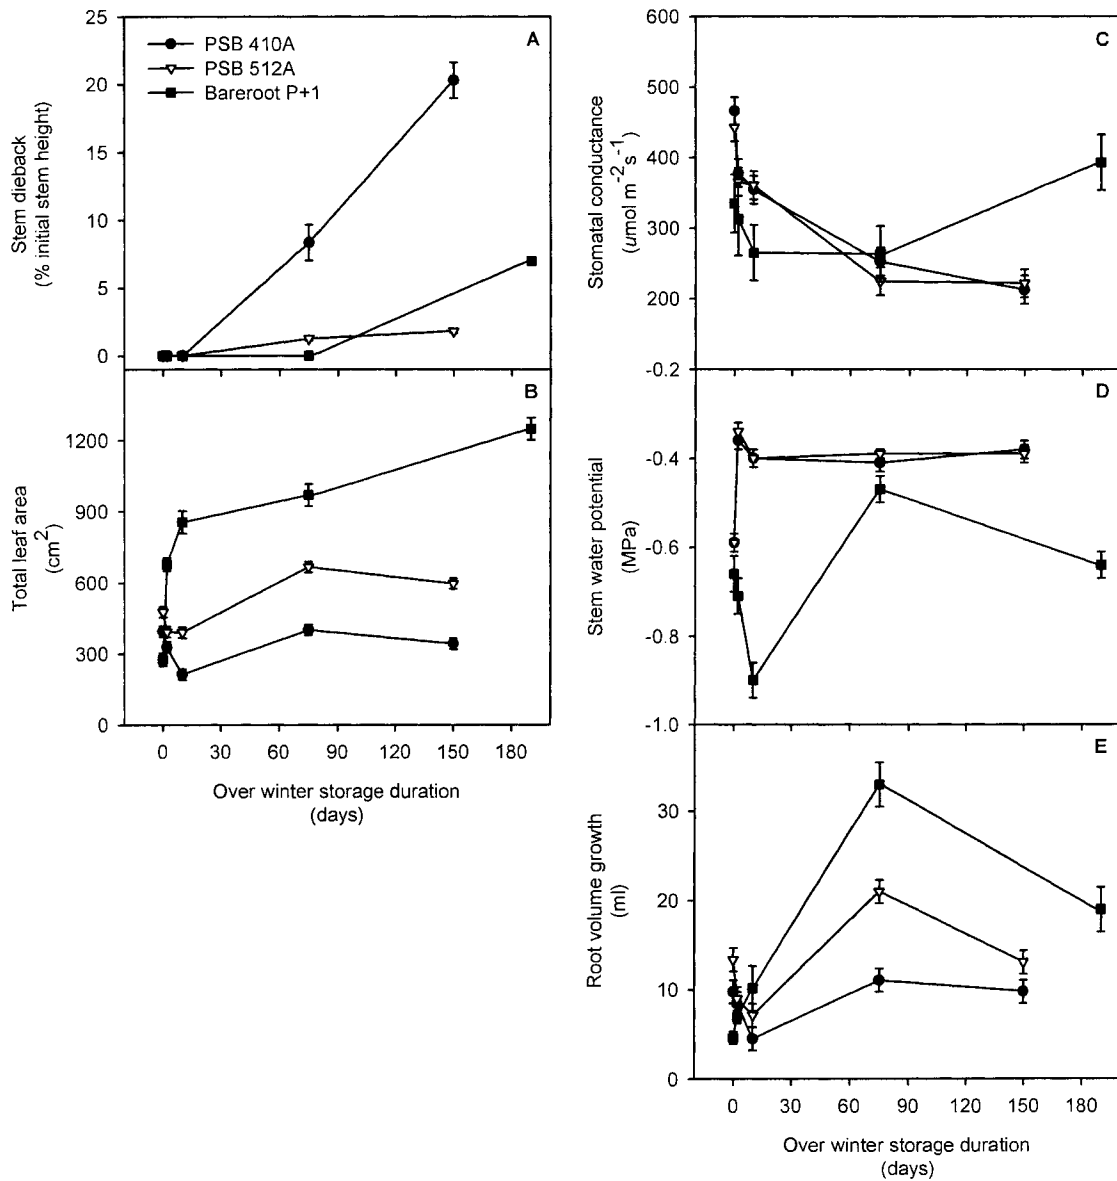 A
PSB 410A
PSB 512A
Bareroot P+1
Stem dieback
(% initial stem height)
25
20
15
10
5
0
B
Total leaf area
(cm2)
1200
900
600
300
0
0 30 60 90 120 150 180
Over winter storage duration
(days)
C
Stomatal conductance
(umol m-2s-1)
600
500
400
300
200
-0.2
D
Stem water potential
(MPa)
-0.4
-0.6
-0.8
-1.0
E
Root volume growth
(ml)
30
20
10
0
0 30 60 90 120 150 180
Over winter storage duration
(days)